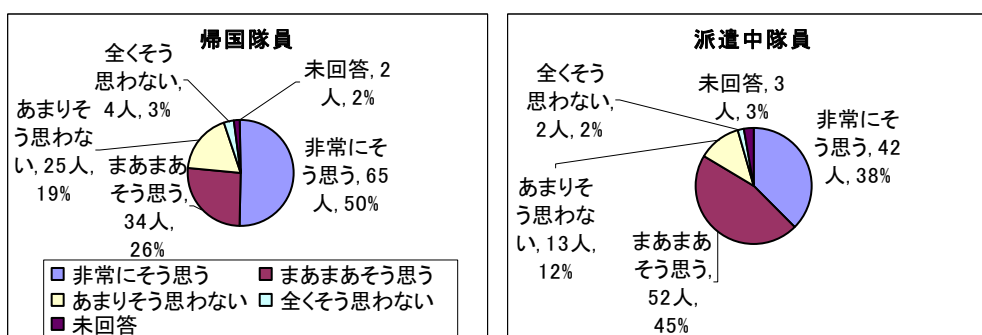 帰国隊員
全くそう
思わない,
4人, 3%
未回答, 2
人, 2%
あまりそ
う思わな
い, 25人,
19%
非常にそ
う思う, 65
人, 50%
まあまあ
そう思う,
34人,
26%
非常にそう思う
まあまあそう思う
あまりそう思わない
全くそう思わない
未回答
派遣中隊員
全くそう
思わない,
2人, 2%
未回答, 3
人, 3%
非常にそ
う思う, 42
人, 38%
あまりそ
う思わな
い, 13人,
12%
まあまあ
そう思う,
52人,
45%